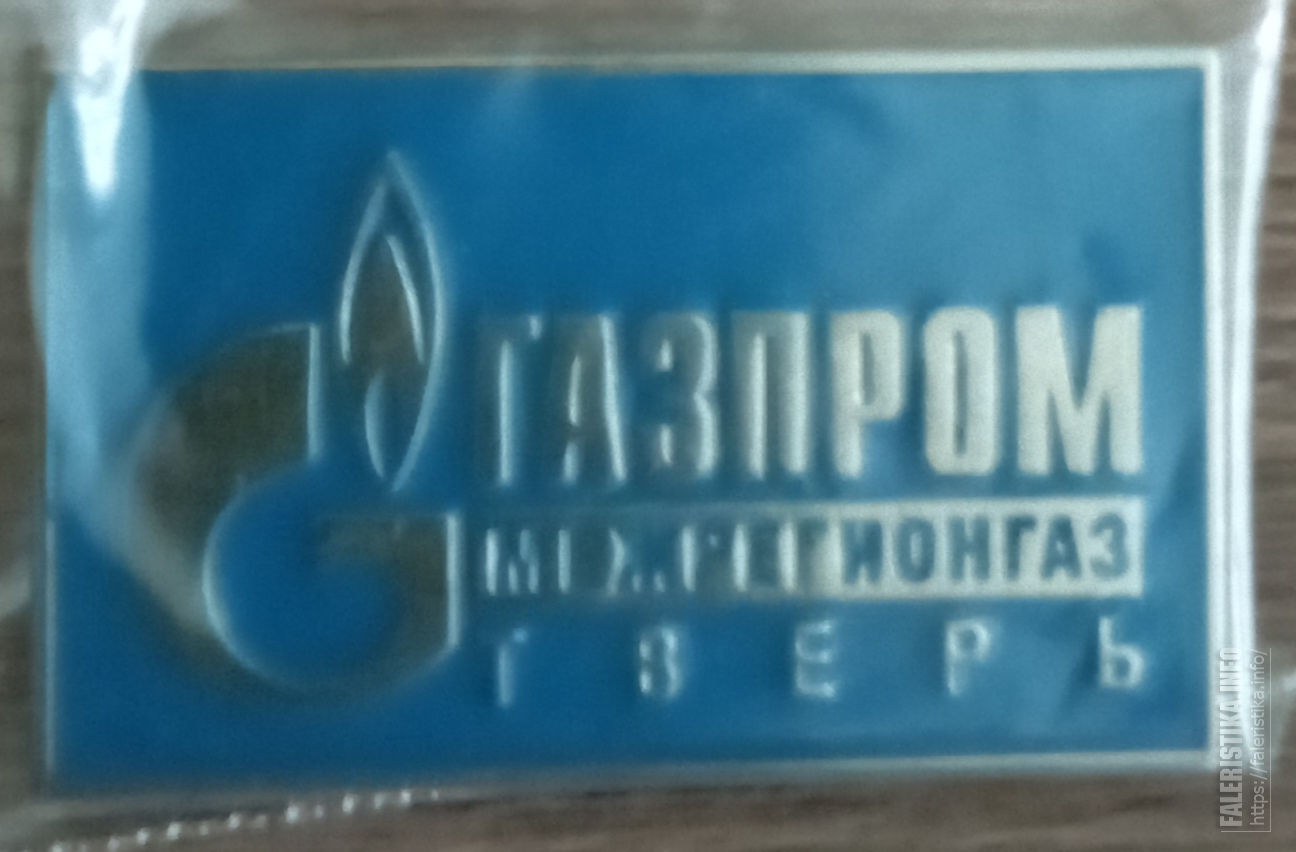 ГАЗПРОМ
МЕЖРЕГИОНГАЗ
ТВЕРЬ
FALERISTIKA.INFO
https://faleristika.info/